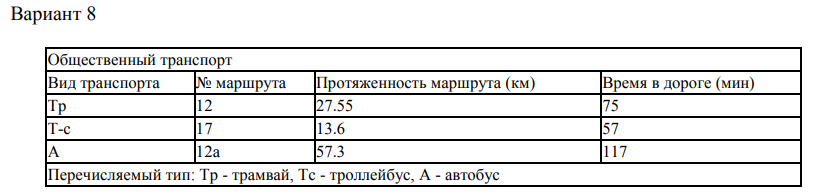 Вариант 8
Общественный транспорт
Вид транспорта № маршрута Протяженность маршрута (км) Время в дороге (мин)
Тр 12 27.55 75
Т-с 17 13.6 57
А 12а 57.3 117
Перечисляемый тип: Тр - трамвай, Тс - троллейбус, А - автобус